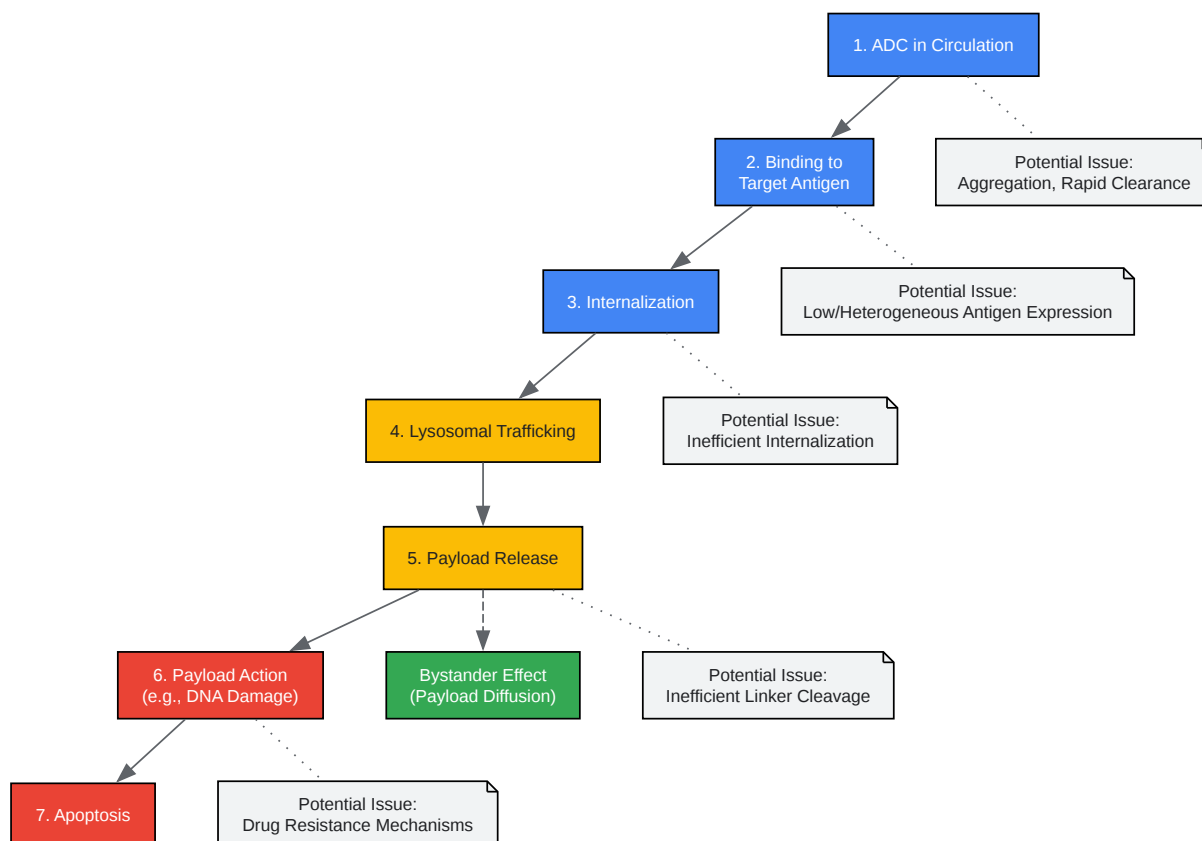 1. ADC in Circulation
2. Binding to
Target Antigen
Potential Issue:
Aggregation, Rapid Clearance
3. Internalization
Potential Issue:
Low/Heterogeneous Antigen Expression
4. Lysosomal Trafficking
Potential Issue:
Inefficient Internalization
5. Payload Release
6. Payload Action
(e.g., DNA Damage)
Bystander Effect
(Payload Diffusion)
Potential Issue:
Inefficient Linker Cleavage
7. Apoptosis
Potential Issue:
Drug Resistance Mechanisms